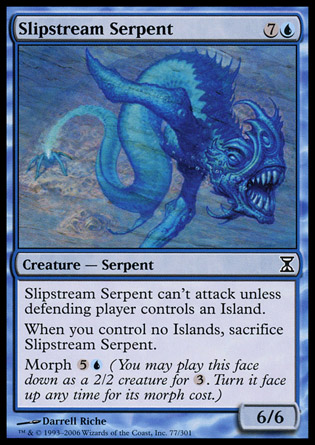 Slipstream Serpent 7
Creature — Serpent
Slipstream Serpent can't attack unless
defending player controls an Island.
When you control no Islands, sacrifice
Slipstream Serpent.
Morph 5 (You may play this face
down as a 2/2 creature for 3. Turn it face
up any time for its morph cost.)
Darrell Riche
™ & © 1993–2006 Wizards of the Coast, Inc. 77/301
6/6